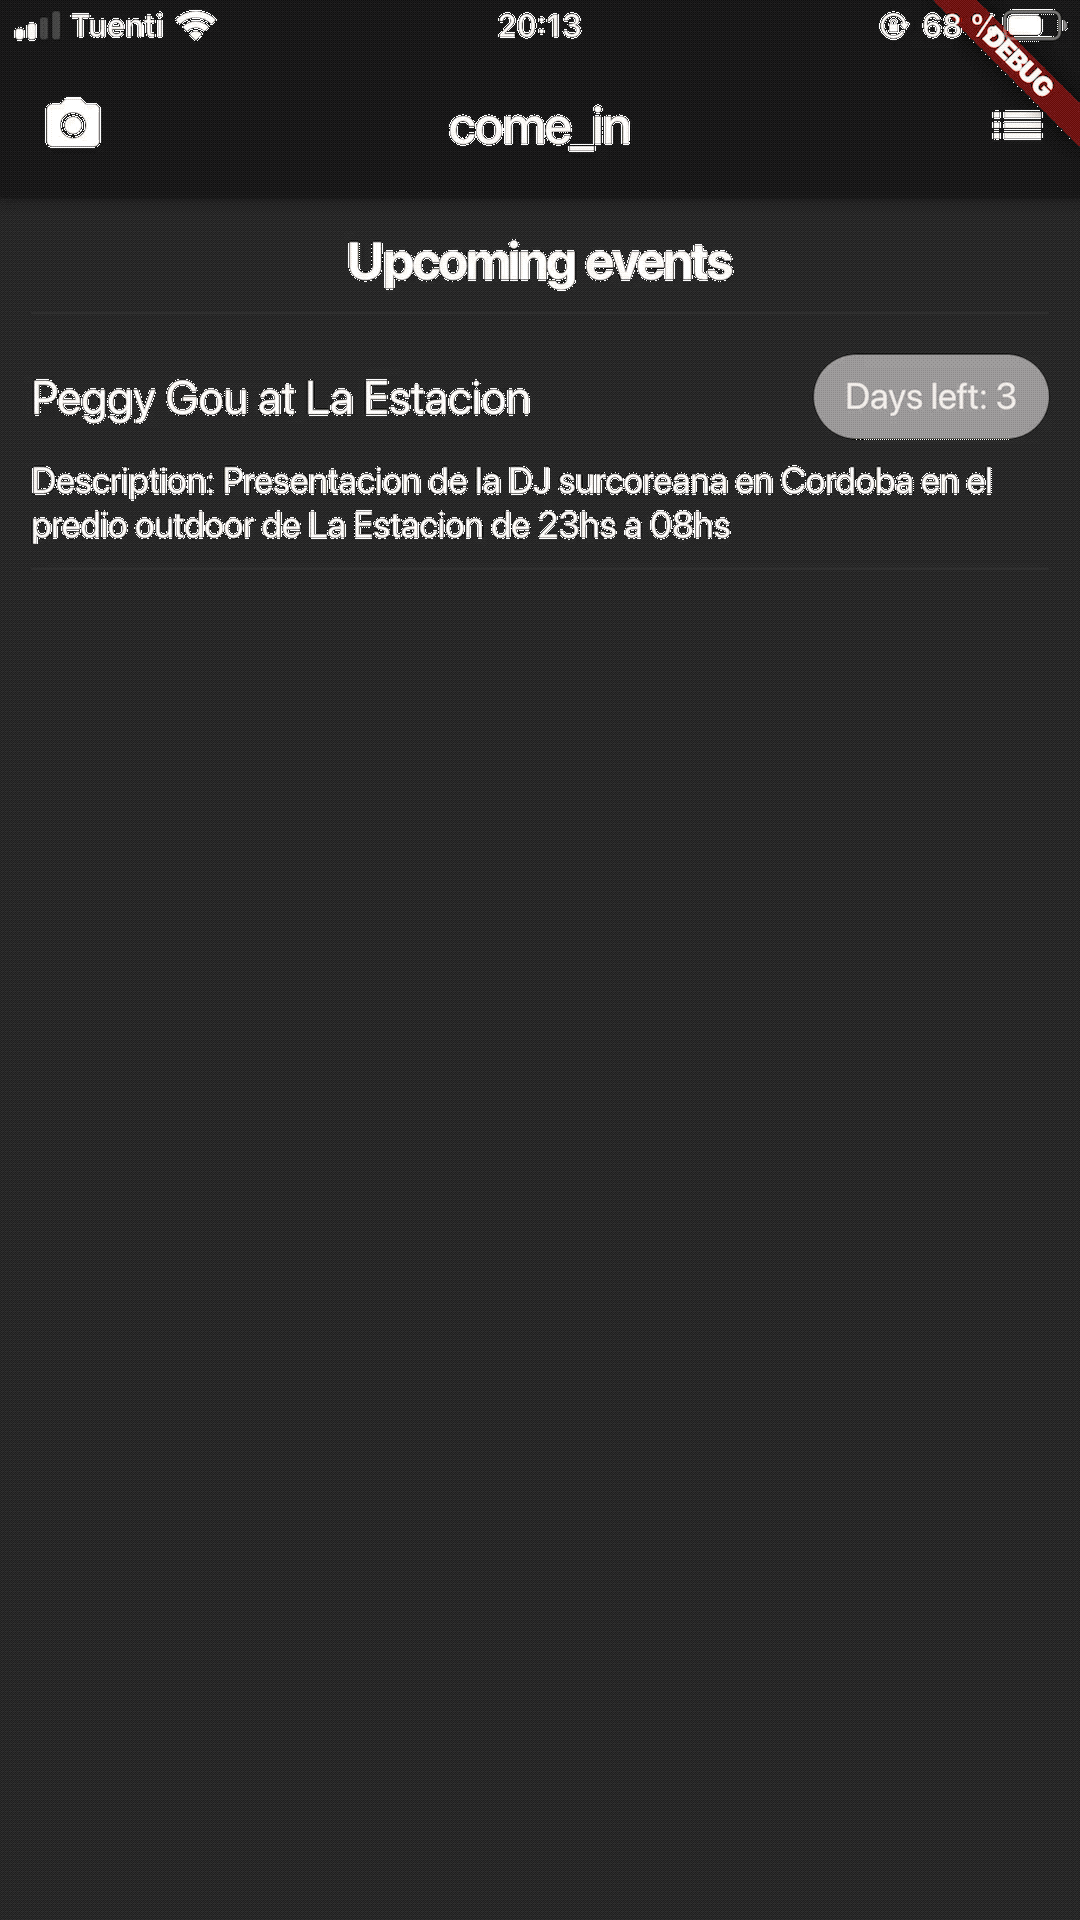 Tuenti 20:13 68 %
DEBUG
come_in
Upcoming events
Peggy Gou at La Estacion
Days left: 3
Description: Presentacion de la DJ surcoreana en Cordoba en el
predio outdoor de La Estacion de 23hs a 08hs